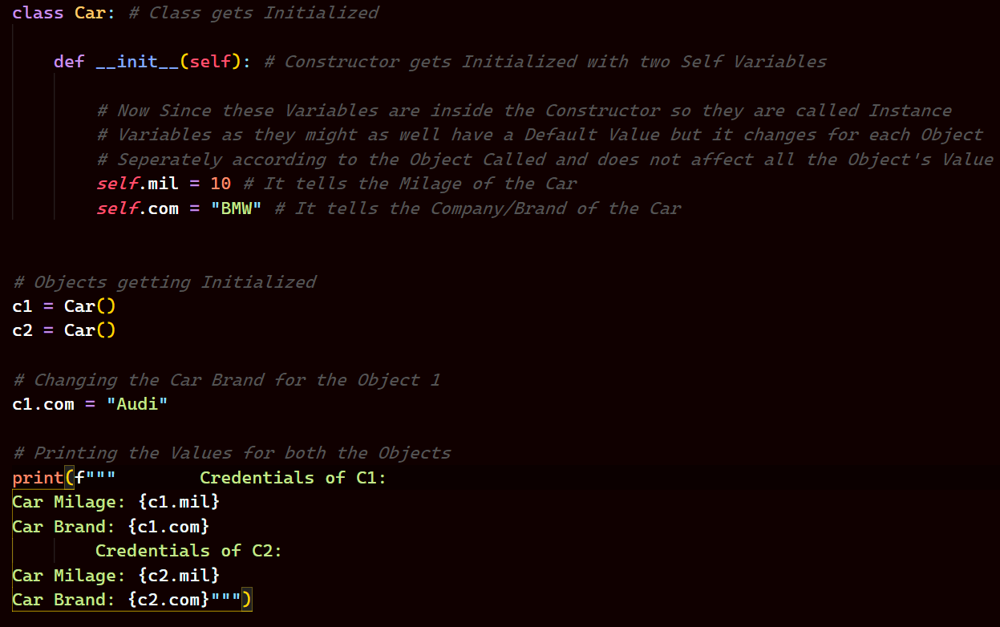 class Car: # Class gets Initialized
def __init__(self): # Constructor gets Initialized with two Self Variables
# Now Since these Variables are inside the Constructor so they are called Instance
# Variables as they might as well have a Default Value but it changes for each Object
# Seperately according to the Object Called and does not affect all the Object's Value
self.mil = 10 # It tells the Milage of the Car
self.com = "BMW" # It tells the Company/Brand of the Car
# Objects getting Initialized
c1 = Car()
c2 = Car()
# Changing the Car Brand for the Object 1
c1.com = "Audi"
# Printing the Values for both the Objects
print(f"""        Credentials of C1:
Car Milage: {c1.mil}
Car Brand: {c1.com}
Credentials of C2:
Car Milage: {c2.mil}
Car Brand: {c2.com}""")